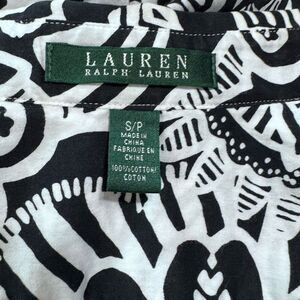 LAUREN
RALPH LAUREN
S/P
MADE IN
CHINA
FABRIQUE EN
CHINE
100%COTTON/
COTON